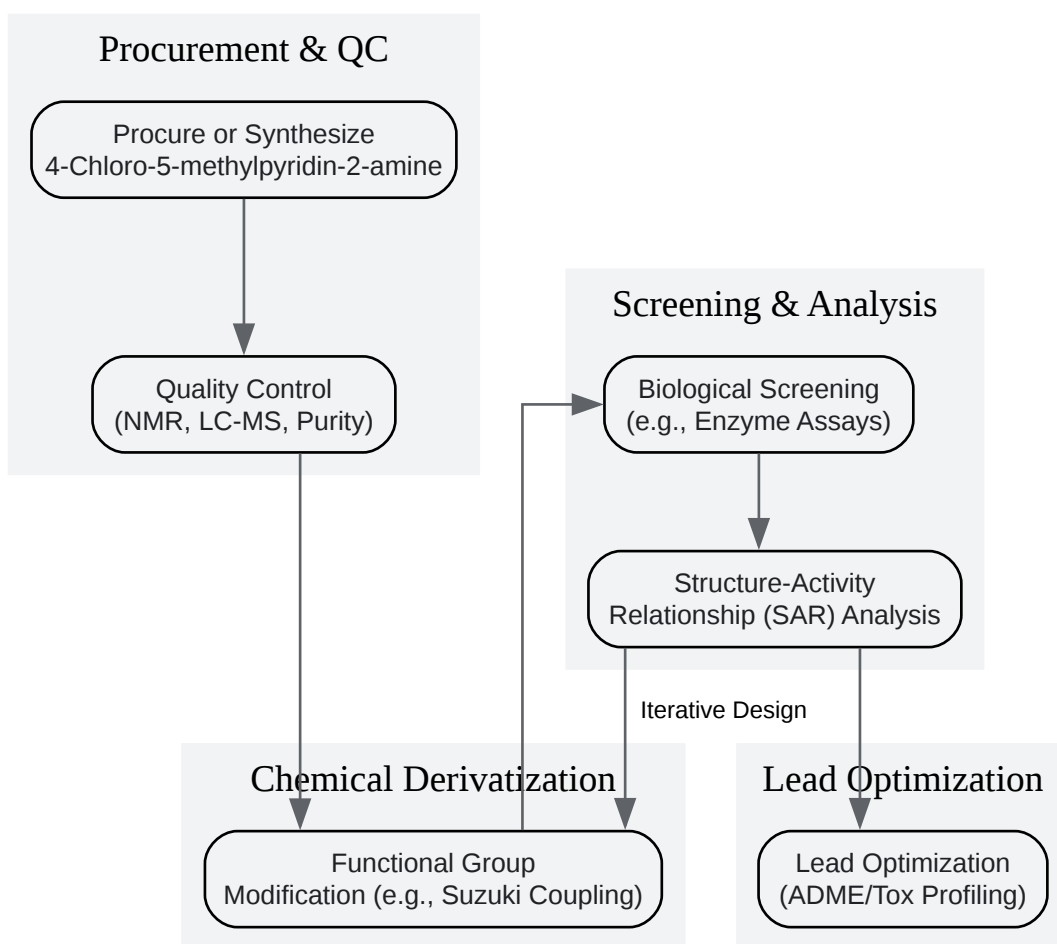 Procurement & QC
Procure or Synthesize
4-Chloro-5-methylpyridin-2-amine
Quality Control
(NMR, LC-MS, Purity)
Screening & Analysis
Biological Screening
(e.g., Enzyme Assays)
Structure-Activity
Relationship (SAR) Analysis
Iterative Design
Chemical Derivatization
Functional Group
Modification (e.g., Suzuki Coupling)
Lead Optimization
Lead Optimization
(ADME/Tox Profiling)